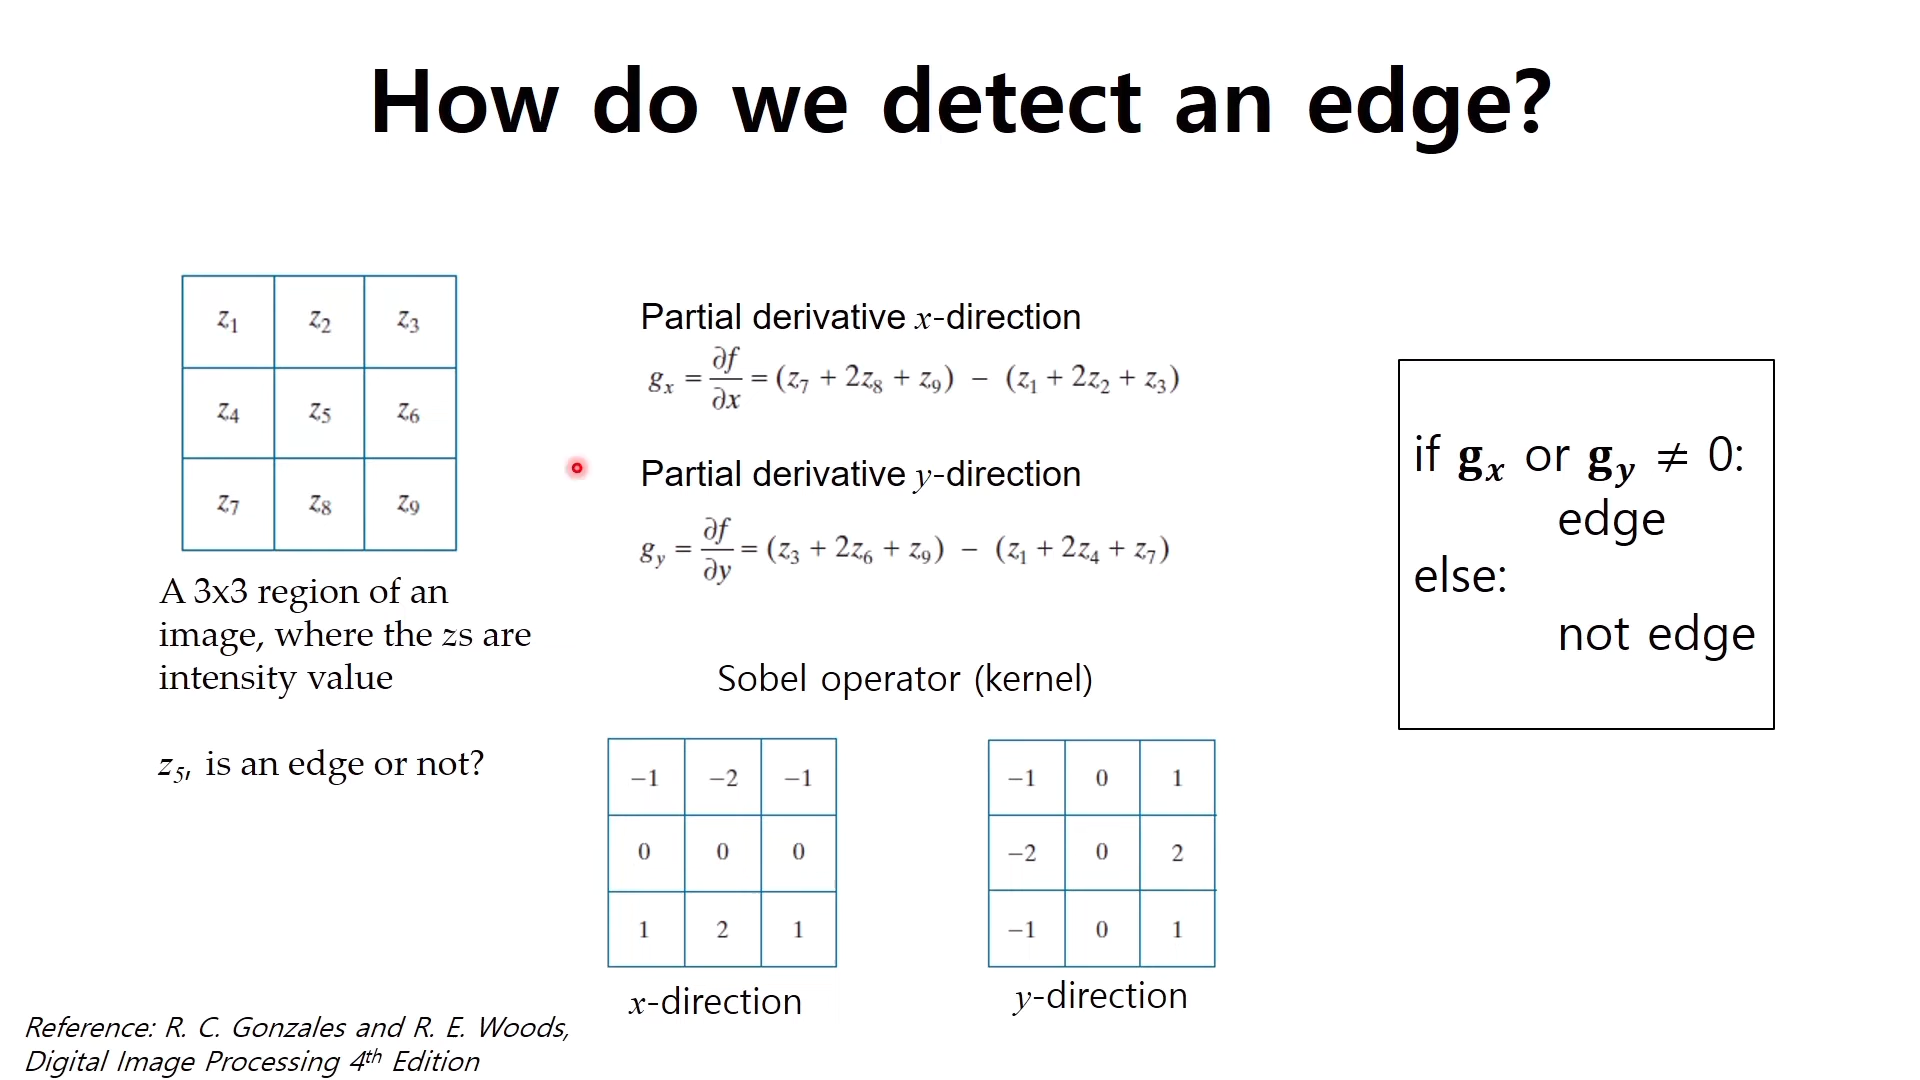 How do we detect an edge?
z1 z2 z3
z4 z5 z6
z7 z8 z9
A 3x3 region of an
image, where the zs are
intensity value
z5, is an edge or not?
Partial derivative x-direction
gx = ∂f/∂x = (z7 + 2z8 + z9) − (z1 + 2z2 + z3)
Partial derivative y-direction
gy = ∂f/∂y = (z3 + 2z6 + z9) − (z1 + 2z4 + z7)
Sobel operator (kernel)
−1 −2 −1
0 0 0
1 2 1
x-direction
−1 0 1
−2 0 2
−1 0 1
y-direction
if gx or gy ≠ 0:
edge
else:
not edge
Reference: R. C. Gonzales and R. E. Woods,
Digital Image Processing 4th Edition